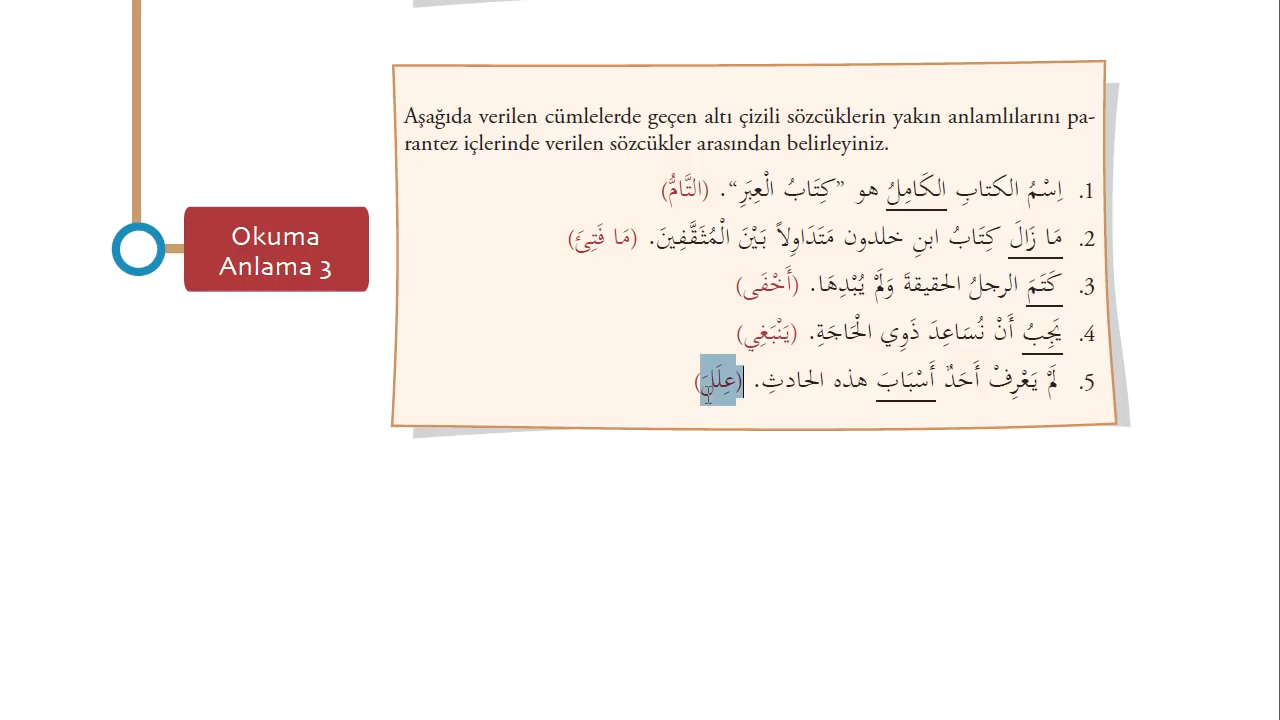 Aşağıda verilen cümlelerde geçen altı çizili sözcüklerin yakın anlamlılarını pa-
rantez içlerinde verilen sözcükler arasından belirleyiniz.
1. اِسْمُ الكتابِ الكَامِلُ هو ”كِتَابُ الْعِبَرِ“. (التَّامُّ)
2. مَا زَالَ كِتَابُ ابنِ خلدون مَتَدَاوِلاً بَيْنَ الْمُثَقَّفِينَ. (مَا فَتِئَ)
3. كَتَمَ الرجلُ الحقيقةَ وَلَمْ يُبْدِهَا. (أَخْفَى)
4. يَجِبُ أَنْ نُسَاعِدَ ذَوِي الْحَاجَةِ. (يَنْبَغِي)
5. لَمْ يَعْرِفْ أَحَدٌ أَسْبَابَ هذه الحادثِ. (عِلَلَ)
Okuma
Anlama 3